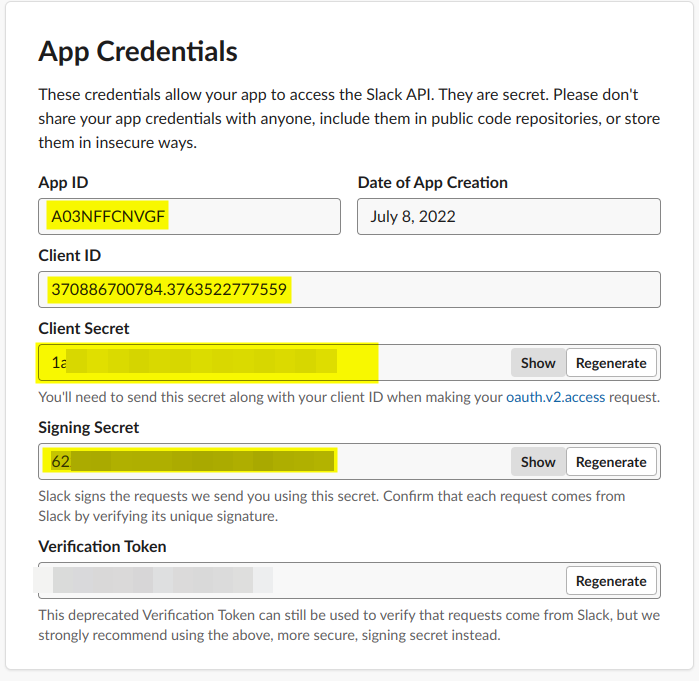 App Credentials
These credentials allow your app to access the Slack API. They are secret. Please don't
share your app credentials with anyone, include them in public code repositories, or store
them in insecure ways.
App ID
Date of App Creation
A03NFFCNVGF
July 8, 2022
Client ID
370886700784.3763522777559
Client Secret
1a
Show
Regenerate
You'll need to send this secret along with your client ID when making your oauth.v2.access request.
Signing Secret
62
Show
Regenerate
Slack signs the requests we send you using this secret. Confirm that each request comes from
Slack by verifying its unique signature.
Verification Token
Regenerate
This deprecated Verification Token can still be used to verify that requests come from Slack, but we
strongly recommend using the above, more secure, signing secret instead.